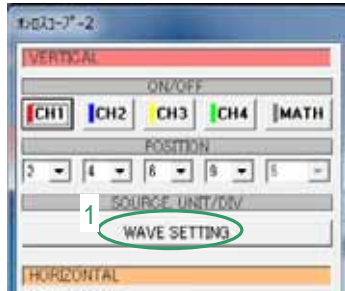 オシロスコープ-2
VERTICAL
ON/OFF
CH1 CH2 CH3 CH4 MATH
POSITION
2 4 6 8 5
SOURCE, UNIT/DIV
1
WAVE SETTING
HORIZONTAL